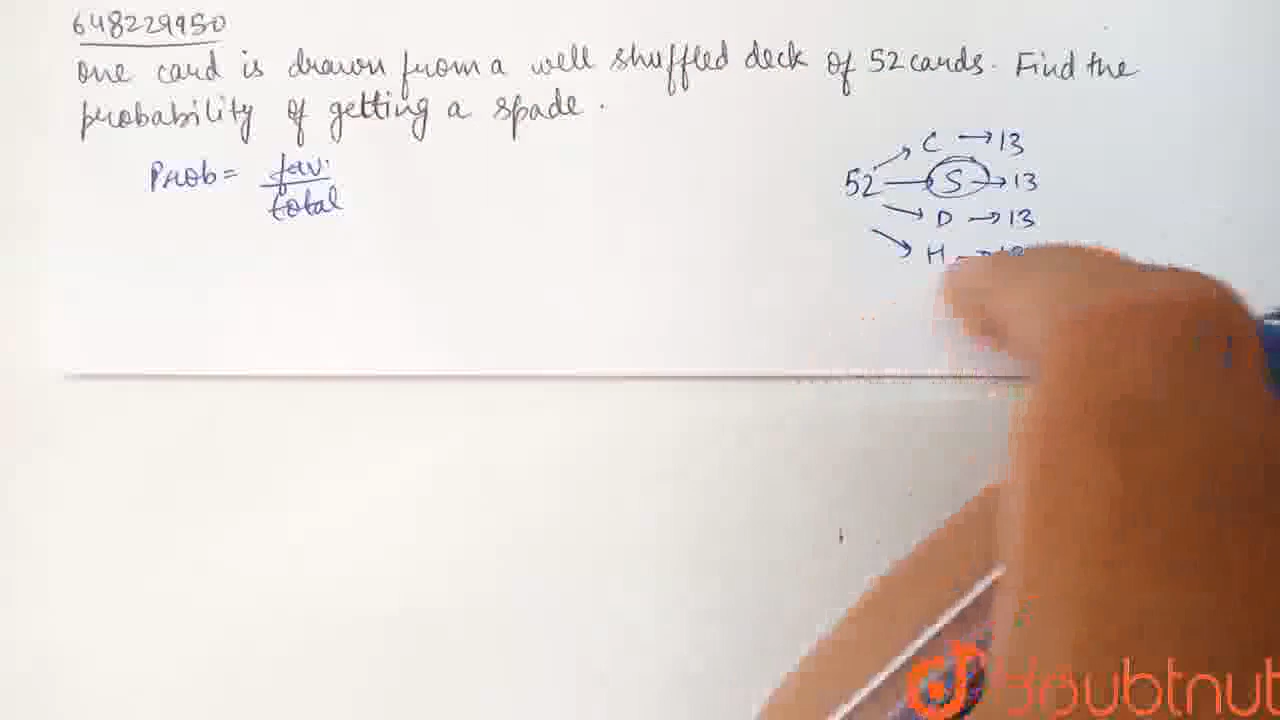 648229950
one card is drawn from a well shuffled deck of 52 cards. Find the
probability of getting a spade.
Prob = fav.
total
C → 13
52 S → 13
D → 13
H →
doubtnut